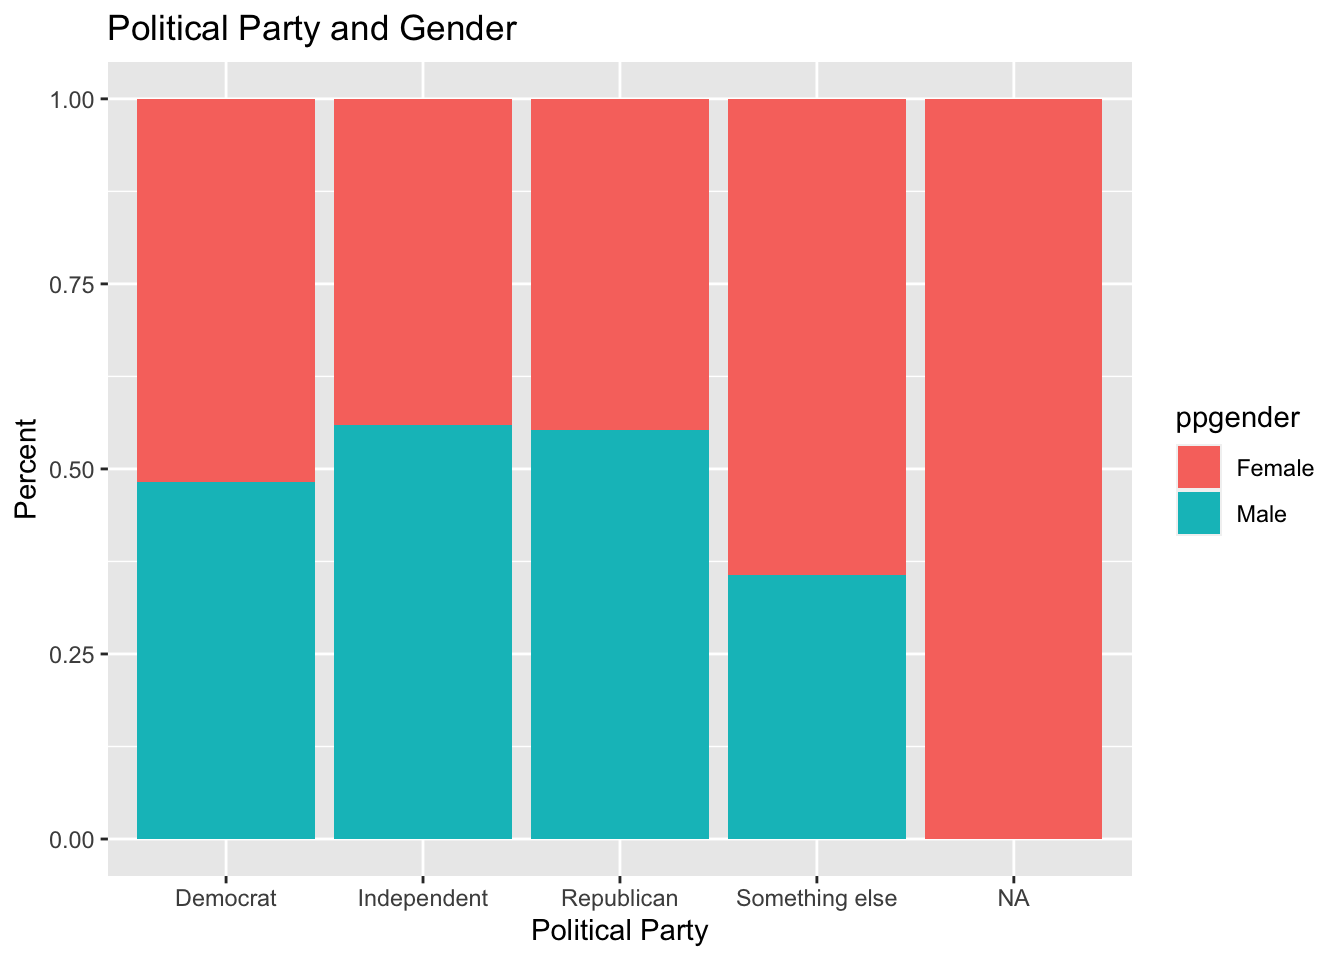 Political Party and Gender
1.00
0.75
0.50
0.25
0.00
Percent
Democrat Independent Republican Something else NA
Political Party
ppgender
Female
Male